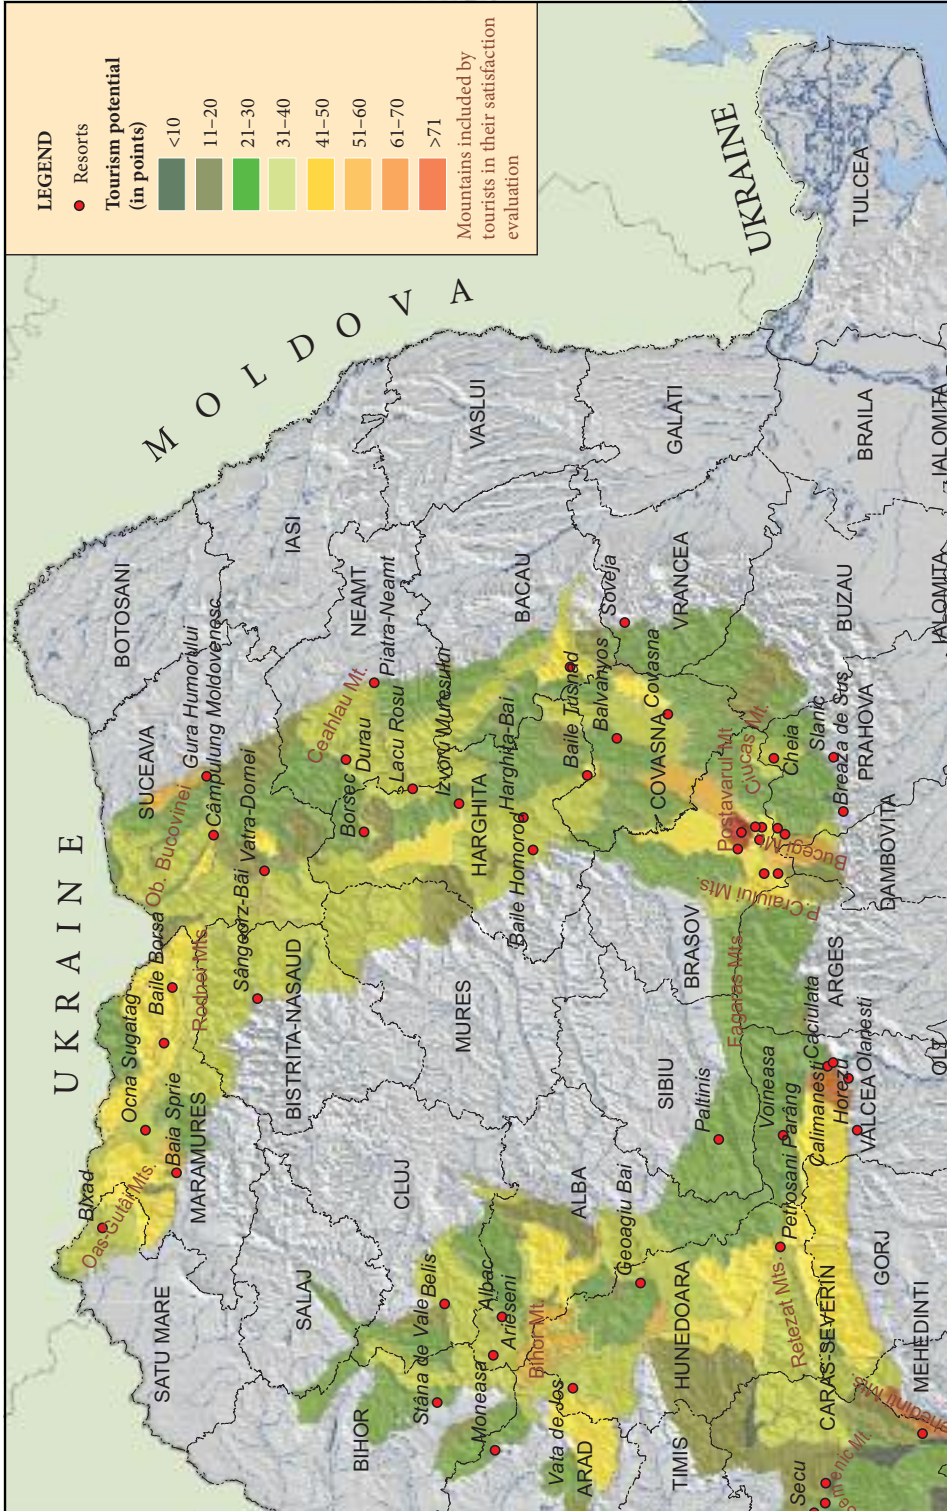 LEGEND
Resorts
Tourism potential
(in points)
<10
11–20
21–30
31–40
41–50
51–60
61–70
>71
Mountains included by
tourists in their satisfaction
evaluation
UKRAINE
MOLDOVA
UKRAINE
TULCEA
BOTOSANI
SUCEAVA
IASI
NEAMT
VASLUI
BACAU
GALATI
VRANCEA
BRAILA
BUZAU
IALOMITA
IALOMITA
PRAHOVA
DAMBOVITA
COVASNA
HARGHITA
BRASOV
ARGES
MURES
BISTRITA-NASAUD
MARAMURES
SATU MARE
SALAJ
CLUJ
BIHOR
ALBA
SIBIU
VALCEA
OLT
GORJ
HUNEDOARA
ARAD
TIMIS
CARAS-SEVERIN
MEHEDINTI
Gura Humorului
Câmpulung Moldovenesc
Vatra-Domei
Sângeorz-Băi
Ob. Bucovinei
Baile Borsa
Rodnei Mts.
Ocna Sugatag
Baia Sprie
Bixad
Oas-Gutâi Mts.
Ceahlau Mt.
Piatra-Neamt
Durau
Borsec
Lacu Rosu
Izvoru Muresului
Harghita-Bai
Baile Homorod
Baile Tusnad
Balvanyos
Soveja
Covasna
Postavarul Mt.
Ciucas Mt.
Bucegi Mt.
P.Craiului Mts.
Cheia
Slanic
Breaza de Sus
Fagaras Mts.
Paltinis
Voineasa
Petrosani Parâng
Calimanesti
Caciulata
Olanesti
Horezu
Retezat Mts.
Geoagiu Bai
Belis
Stâna de Vale
Albac
Arieseni
Bihor Mt.
Moneasa
Vata de Jos
Secu